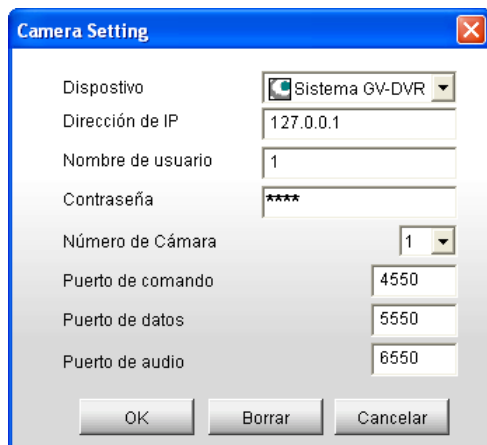 Camera Setting
Dispostivo Sistema GV-DVR
Dirección de IP 127.0.0.1
Nombre de usuario 1
Contraseña ****
Número de Cámara 1
Puerto de comando 4550
Puerto de datos 5550
Puerto de audio 6550
OK Borrar Cancelar